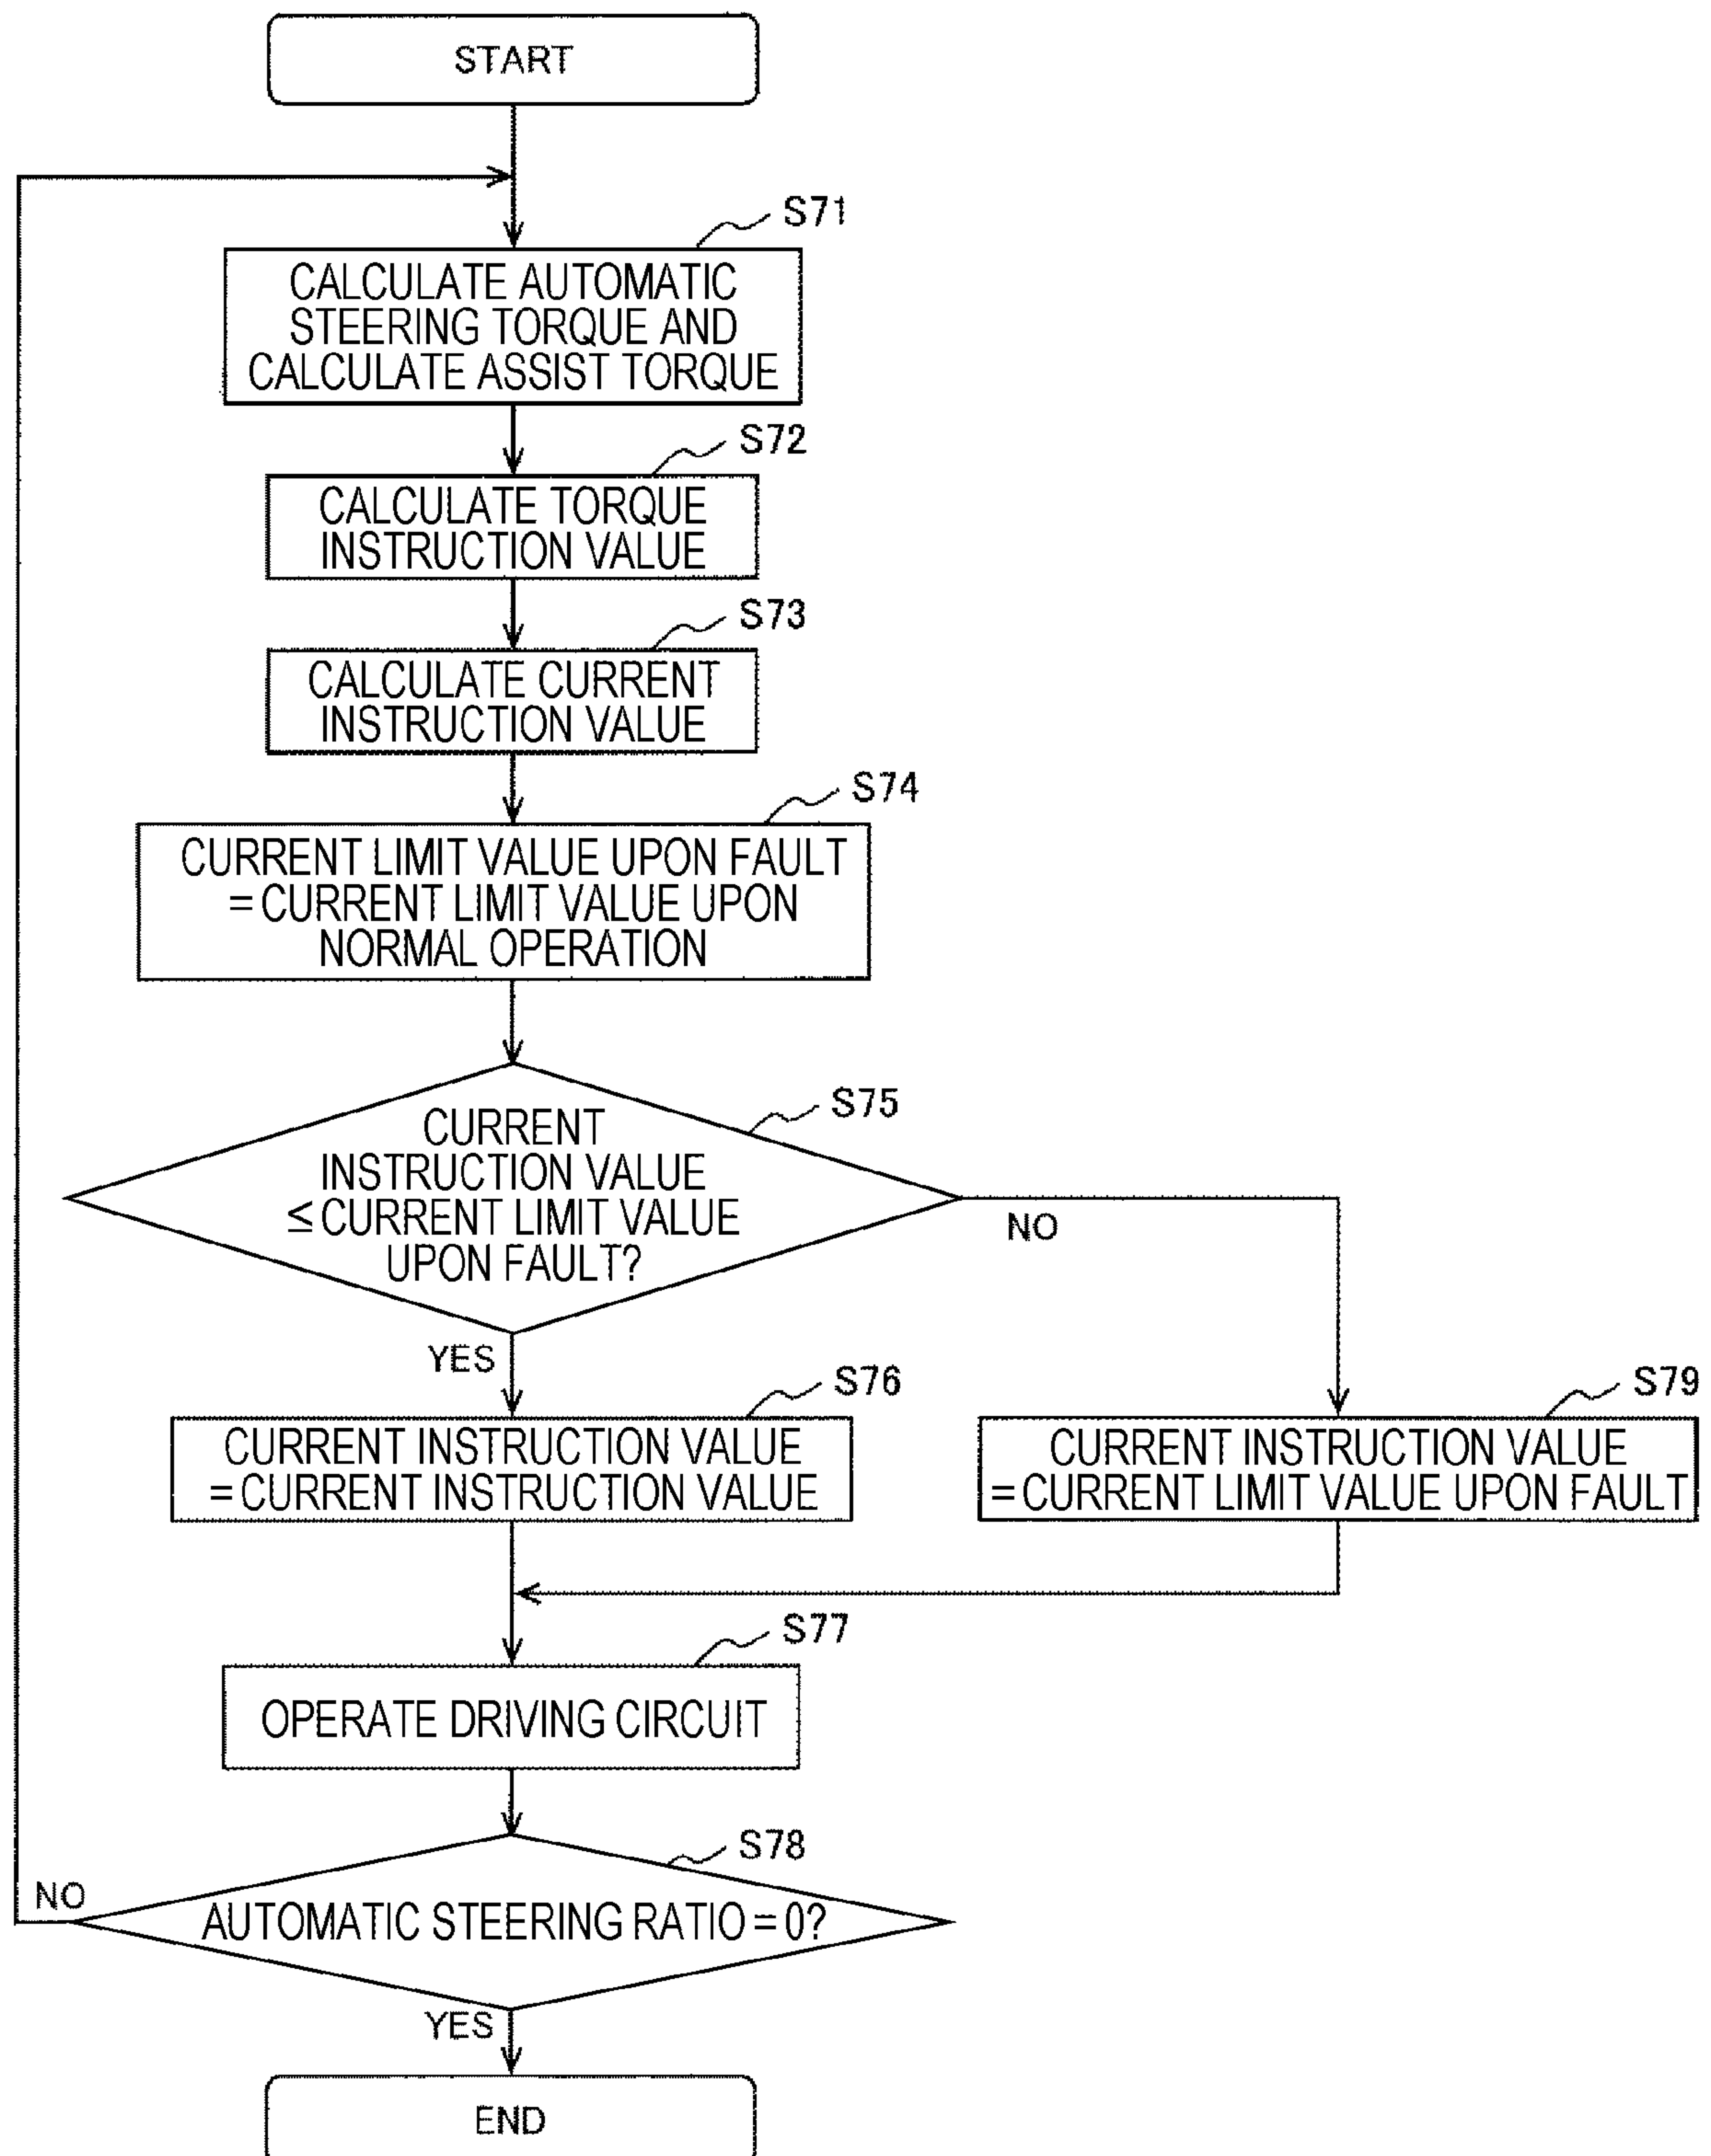 START
S71
CALCULATE AUTOMATIC
STEERING TORQUE AND
CALCULATE ASSIST TORQUE
S72
CALCULATE TORQUE
INSTRUCTION VALUE
S73
CALCULATE CURRENT
INSTRUCTION VALUE
S74
CURRENT LIMIT VALUE UPON FAULT
= CURRENT LIMIT VALUE UPON
NORMAL OPERATION
S75
CURRENT
INSTRUCTION VALUE
≤ CURRENT LIMIT VALUE
UPON FAULT?
NO
YES
S76
CURRENT INSTRUCTION VALUE
= CURRENT INSTRUCTION VALUE
S79
CURRENT INSTRUCTION VALUE
= CURRENT LIMIT VALUE UPON FAULT
S77
OPERATE DRIVING CIRCUIT
S78
NO
AUTOMATIC STEERING RATIO = 0?
YES
END